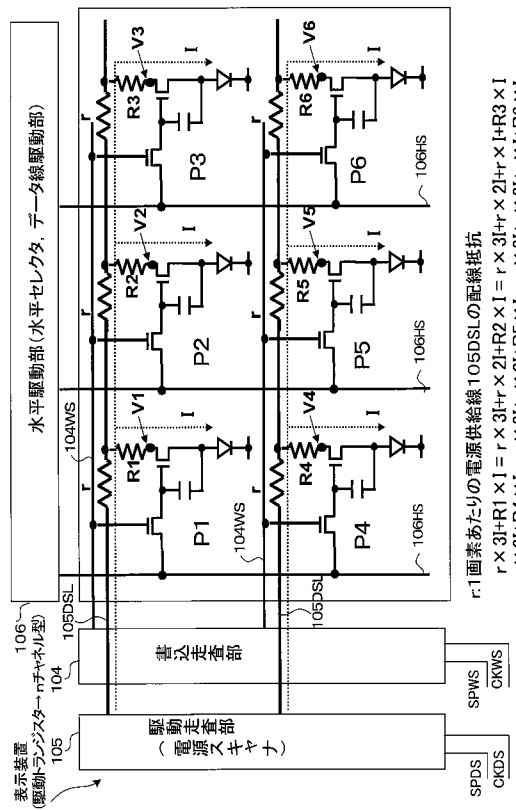 表示装置
(駆動トランジスター→nチャネル型)
106
水平駆動部(水平セレクタ, データ線駆動部)
105
駆動走査部
(電源スキャナ)
104
書込走査部
SPDS
CKDS
SPWS
CKWS
105DSL
104WS
r
r
r
R1
V1
I
R2
V2
I
R3
V3
I
P1
P2
P3
104WS
105DSL
R4
V4
I
R5
V5
I
R6
V6
I
P4
P5
P6
106HS
106HS
106HS
r:1画素あたりの電源供給線105DSLの配線抵抗
r×3I+R1×I=r×3I+r×2I+R2×I=r×3I+r×2I+r×I+R3×I